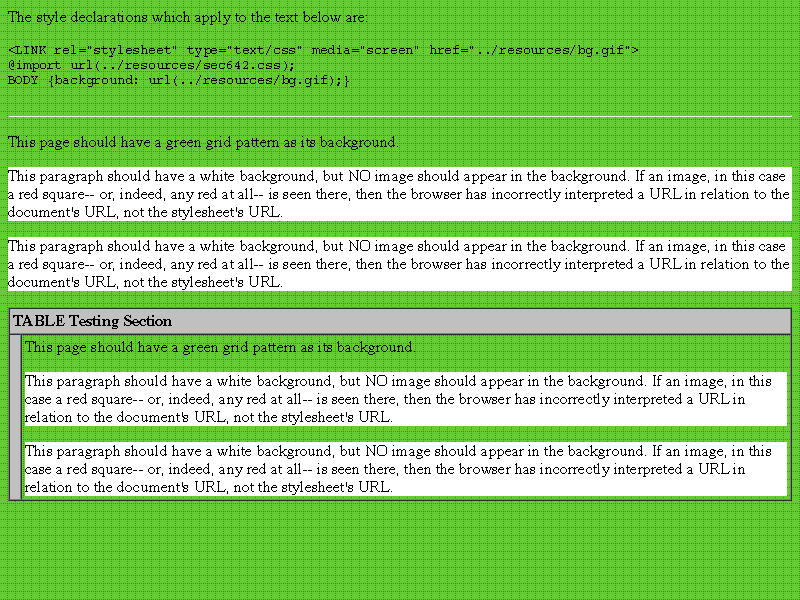 The style declarations which apply to the text below are:
<LINK rel="stylesheet" type="text/css" media="screen" href="../resources/bg.gif">
@import url(../resources/sec642.css);
BODY {background: url(../resources/bg.gif);}
This page should have a green grid pattern as its background.
This paragraph should have a white background, but NO image should appear in the background. If an image, in this case
a red square-- or, indeed, any red at all-- is seen there, then the browser has incorrectly interpreted a URL in relation to the
document's URL, not the stylesheet's URL.
This paragraph should have a white background, but NO image should appear in the background. If an image, in this case
a red square-- or, indeed, any red at all-- is seen there, then the browser has incorrectly interpreted a URL in relation to the
document's URL, not the stylesheet's URL.
TABLE Testing Section
This page should have a green grid pattern as its background.
This paragraph should have a white background, but NO image should appear in the background. If an image, in this
case a red square-- or, indeed, any red at all-- is seen there, then the browser has incorrectly interpreted a URL in
relation to the document's URL, not the stylesheet's URL.
This paragraph should have a white background, but NO image should appear in the background. If an image, in this
case a red square-- or, indeed, any red at all-- is seen there, then the browser has incorrectly interpreted a URL in
relation to the document's URL, not the stylesheet's URL.